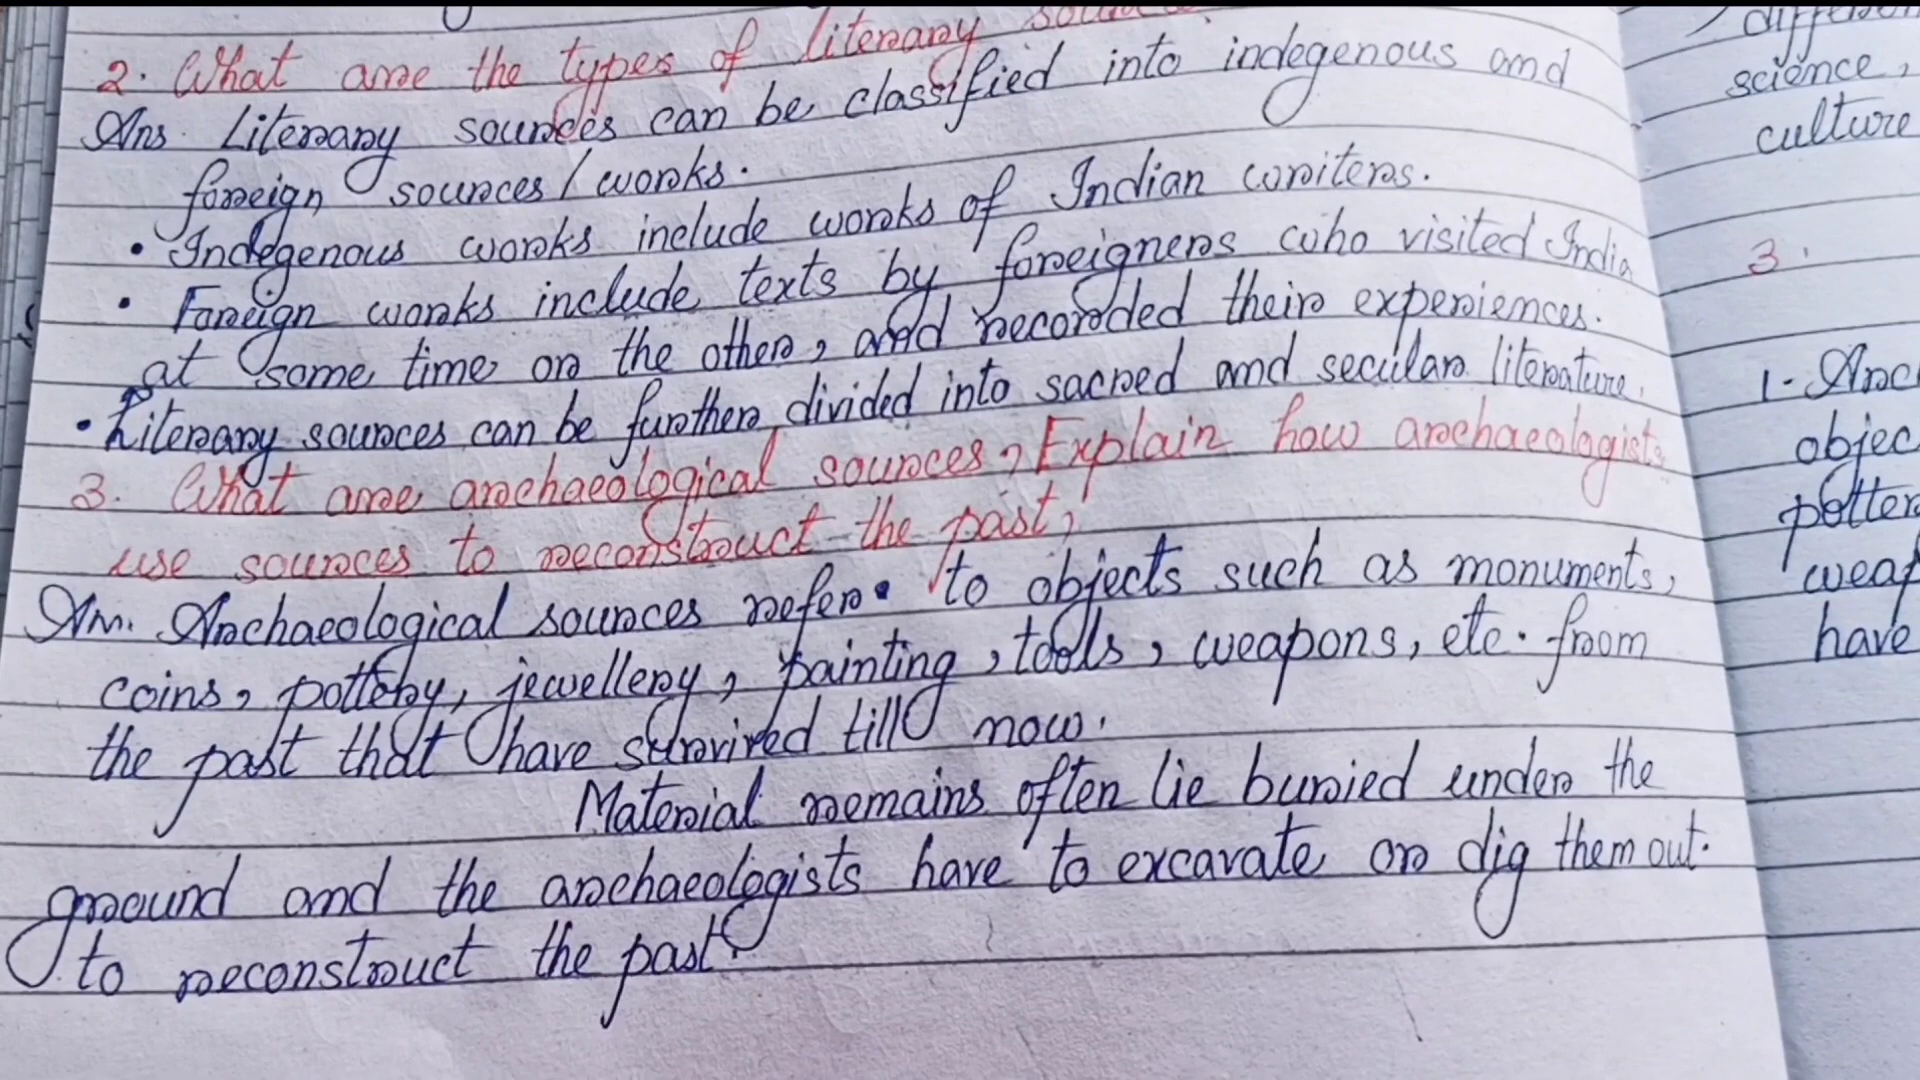 2. What are the types of literary
Ans. Literary sources can be classified into indegenous and
foreign sources / works.
• Indegenous works include works of Indian writers.
• Foreign works include texts by foreigners who visited India
at some time or the other, and recorded their experiences.
• Literary sources can be further divided into sacred and secular literature.
3. What are archaeological sources, Explain how archaeologists
use sources to reconstruct the past,
Ans. Archaeological sources refer to objects such as monuments,
coins, pottery, jewellery, painting, tools, weapons, etc. from
the past that have survived till now.
Material remains often lie buried under the
ground and the archaeologists have to excavate or dig them out.
to reconstruct the past.
science,
culture
3.
1-
objec
potter
weap
have